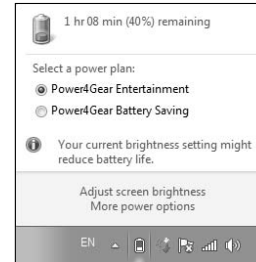 1 hr 08 min (40%) remaining
Select a power plan:
Power4Gear Entertainment
Power4Gear Battery Saving
Your current brightness setting might
reduce battery life.
Adjust screen brightness
More power options
EN